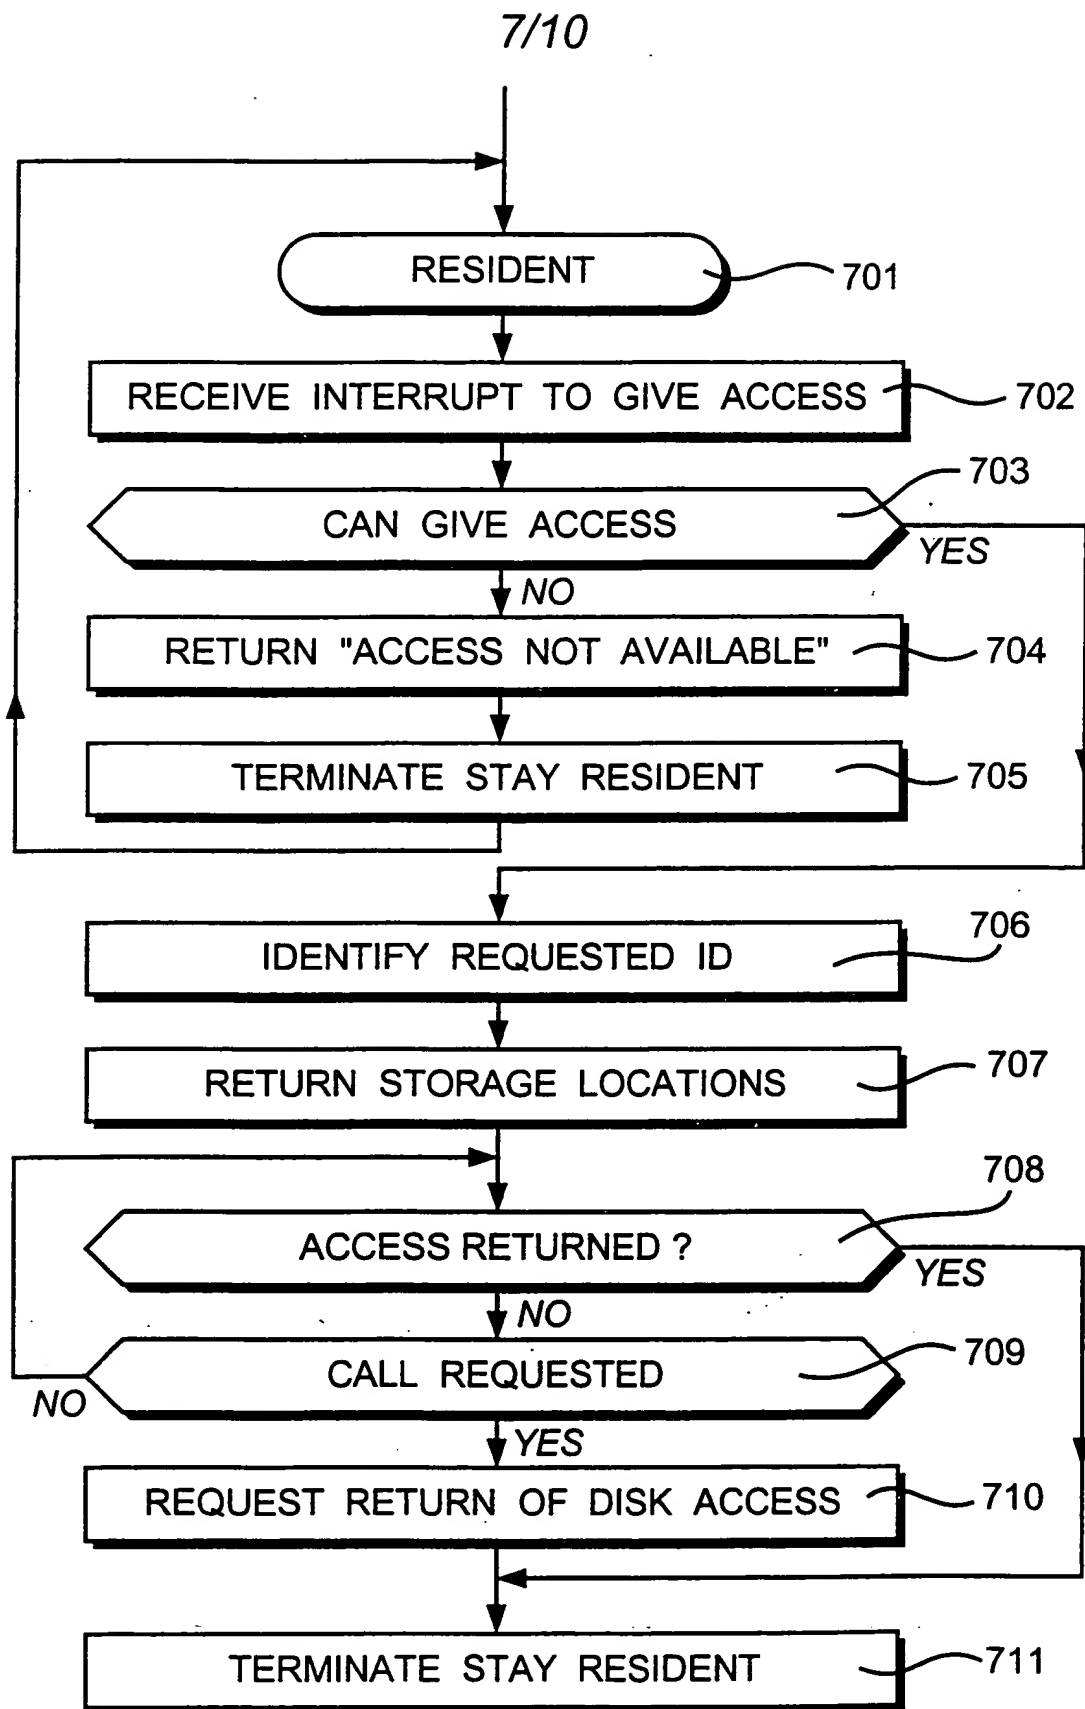 7/10
RESIDENT
701
RECEIVE INTERRUPT TO GIVE ACCESS
702
703
CAN GIVE ACCESS
YES
NO
RETURN "ACCESS NOT AVAILABLE"
704
TERMINATE STAY RESIDENT
705
706
IDENTIFY REQUESTED ID
RETURN STORAGE LOCATIONS
707
708
ACCESS RETURNED ?
YES
NO
CALL REQUESTED
709
NO
YES
REQUEST RETURN OF DISK ACCESS
710
TERMINATE STAY RESIDENT
711